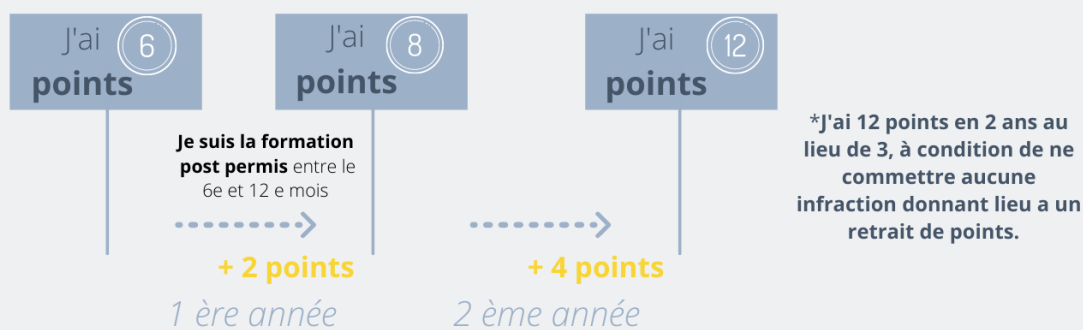 J'ai 6
points
J'ai 8
points
J'ai 12
points
Je suis la formation
post permis entre le
6e et 12 e mois
+ 2 points
1 ère année
+ 4 points
2 ème année
*J'ai 12 points en 2 ans au
lieu de 3, à condition de ne
commettre aucune
infraction donnant lieu a un
retrait de points.